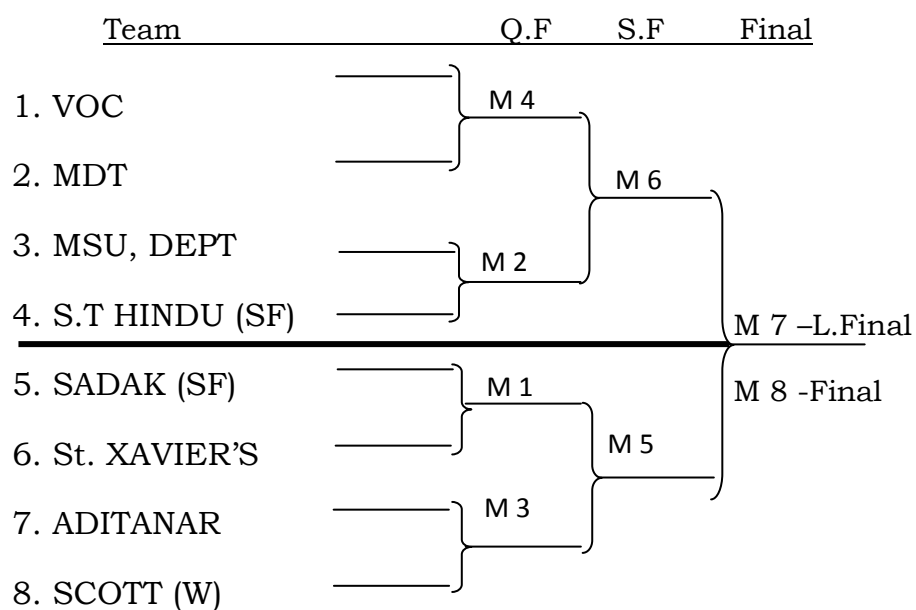 Team Q.F S.F Final
1. VOC
M 4
2. MDT
M 6
3. MSU, DEPT
M 2
4. S.T HINDU (SF)
M 7 –L.Final
5. SADAK (SF)
M 1
M 8 -Final
6. St. XAVIER’S
M 5
7. ADITANAR
M 3
8. SCOTT (W)